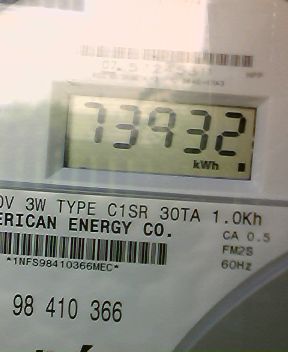 73932
kWh
0V 3W TYPE C1SR 30TA 1.0Kh
ERICAN ENERGY CO.
CA 0.5
FM2S
*1NFS98410366MEC*
60Hz
98 410 366